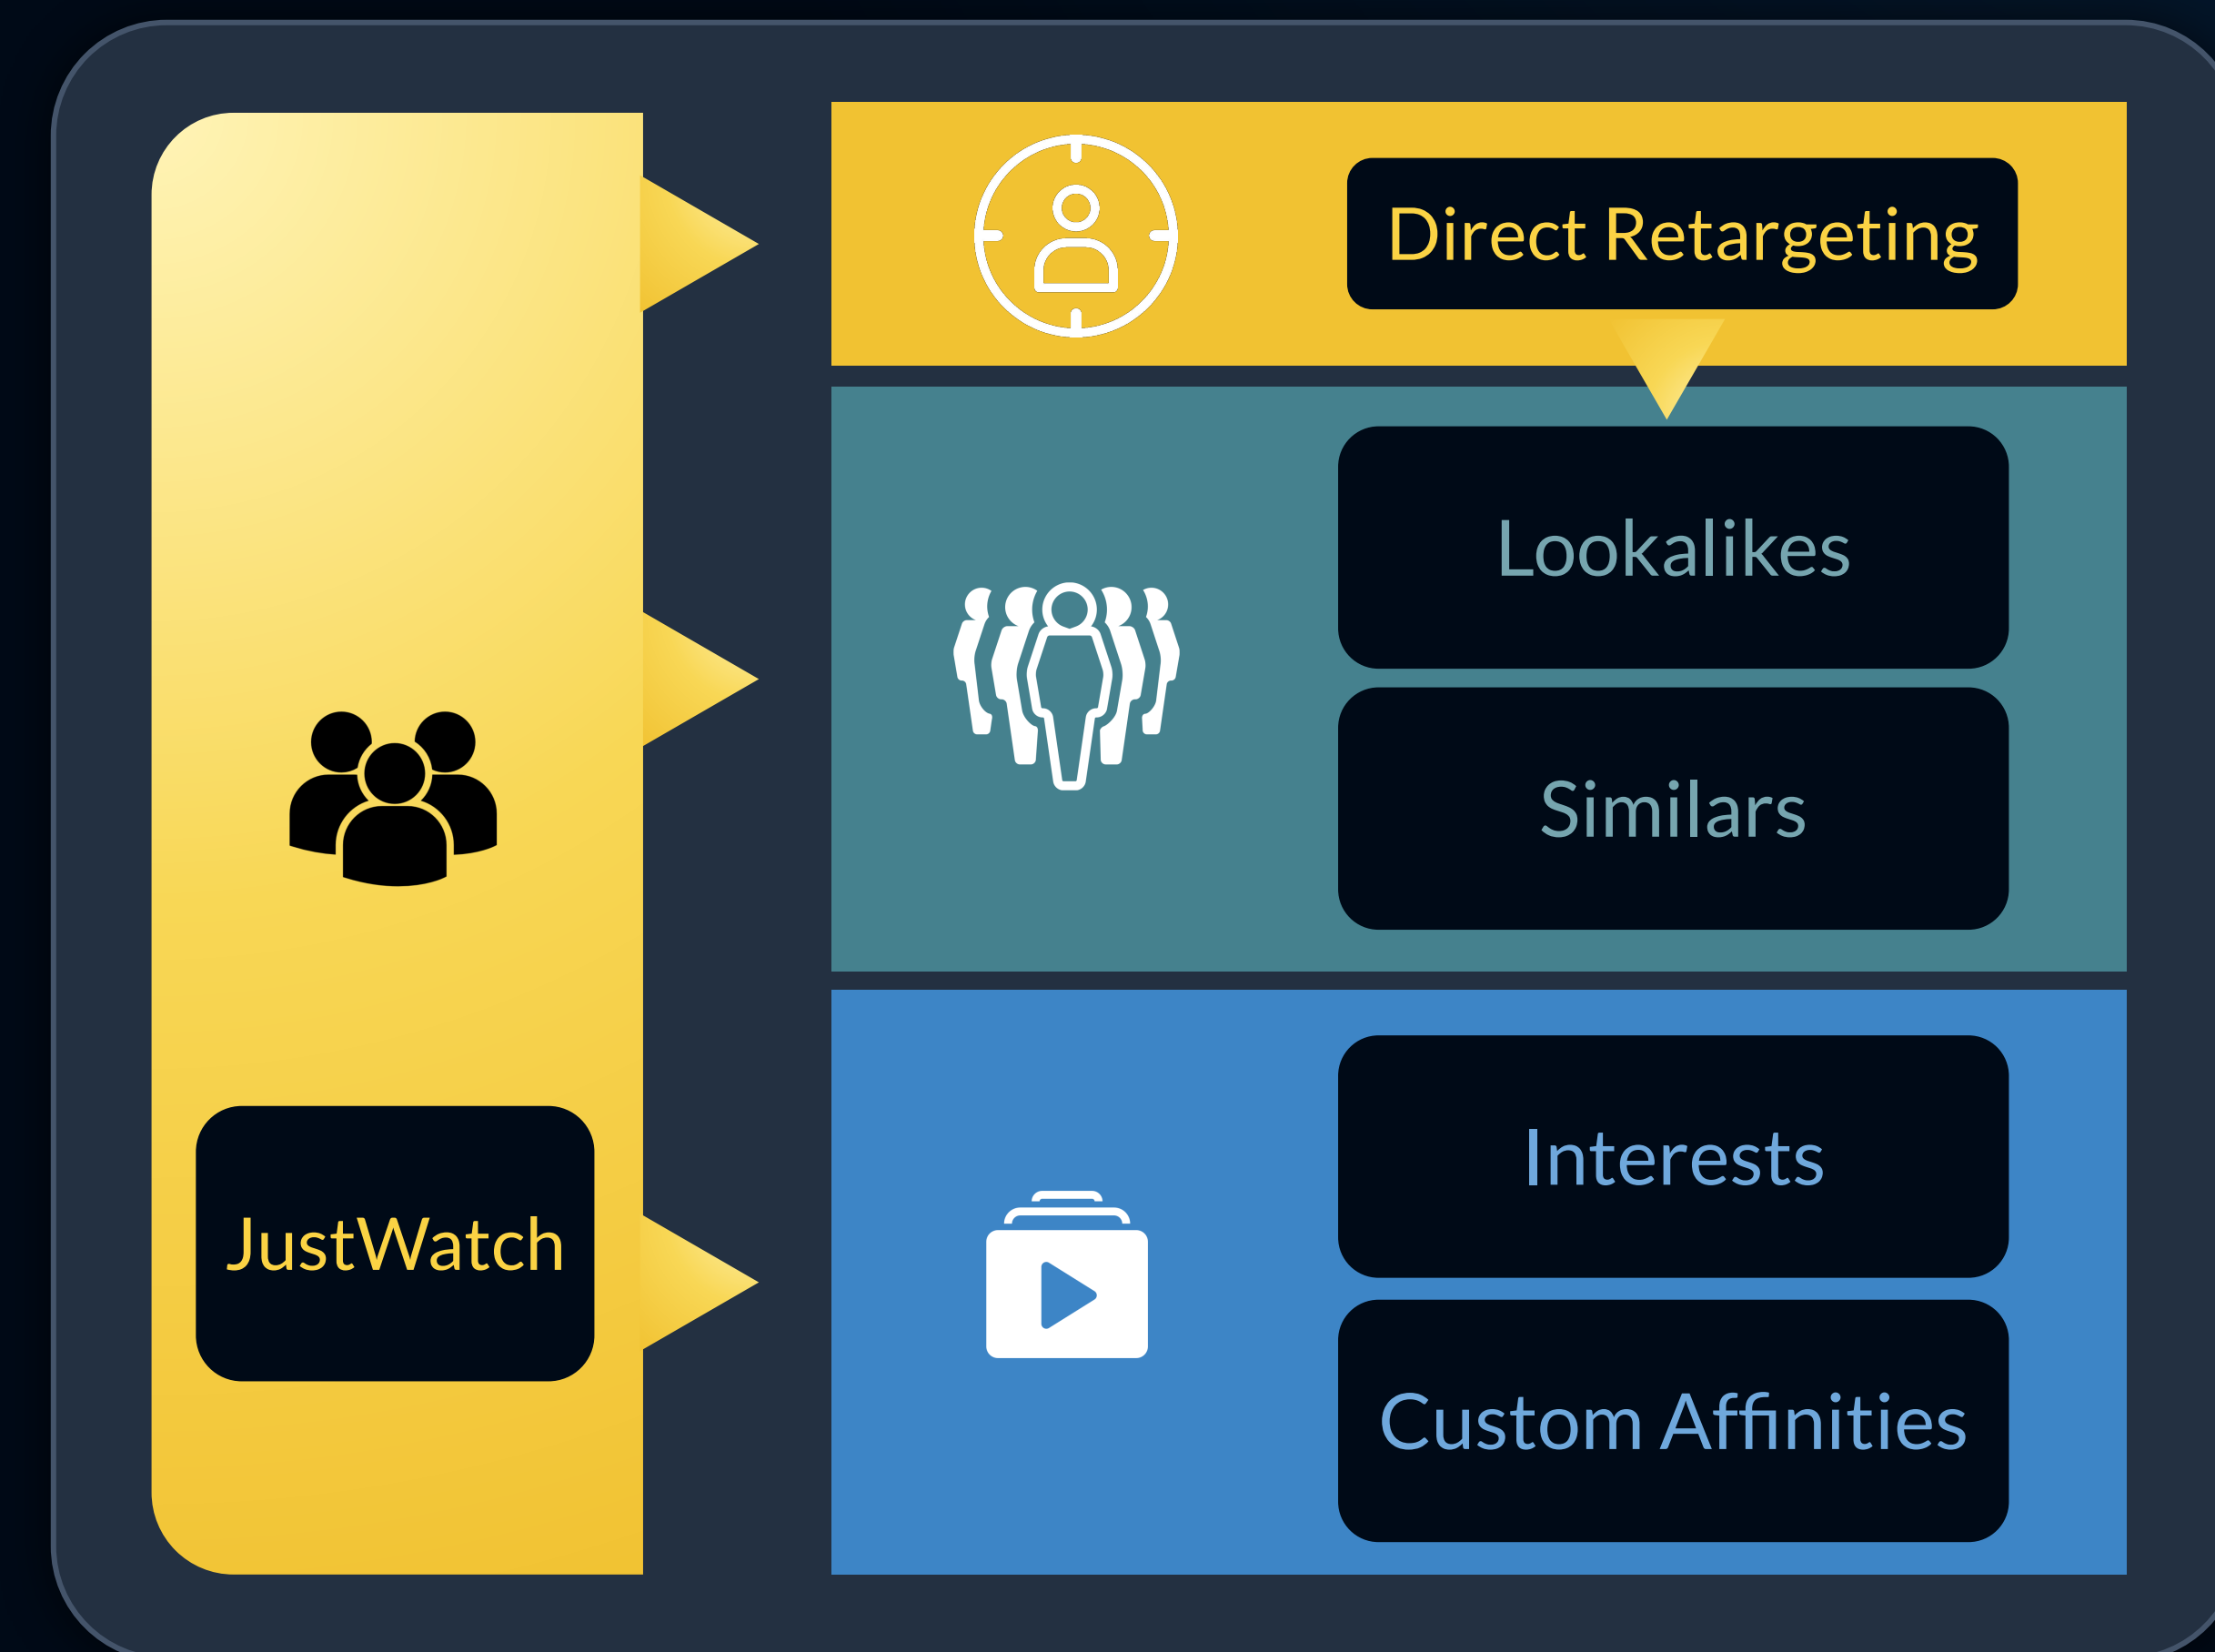 Direct Retargeting
Lookalikes
Similars
JustWatch
Interests
Custom Affinities